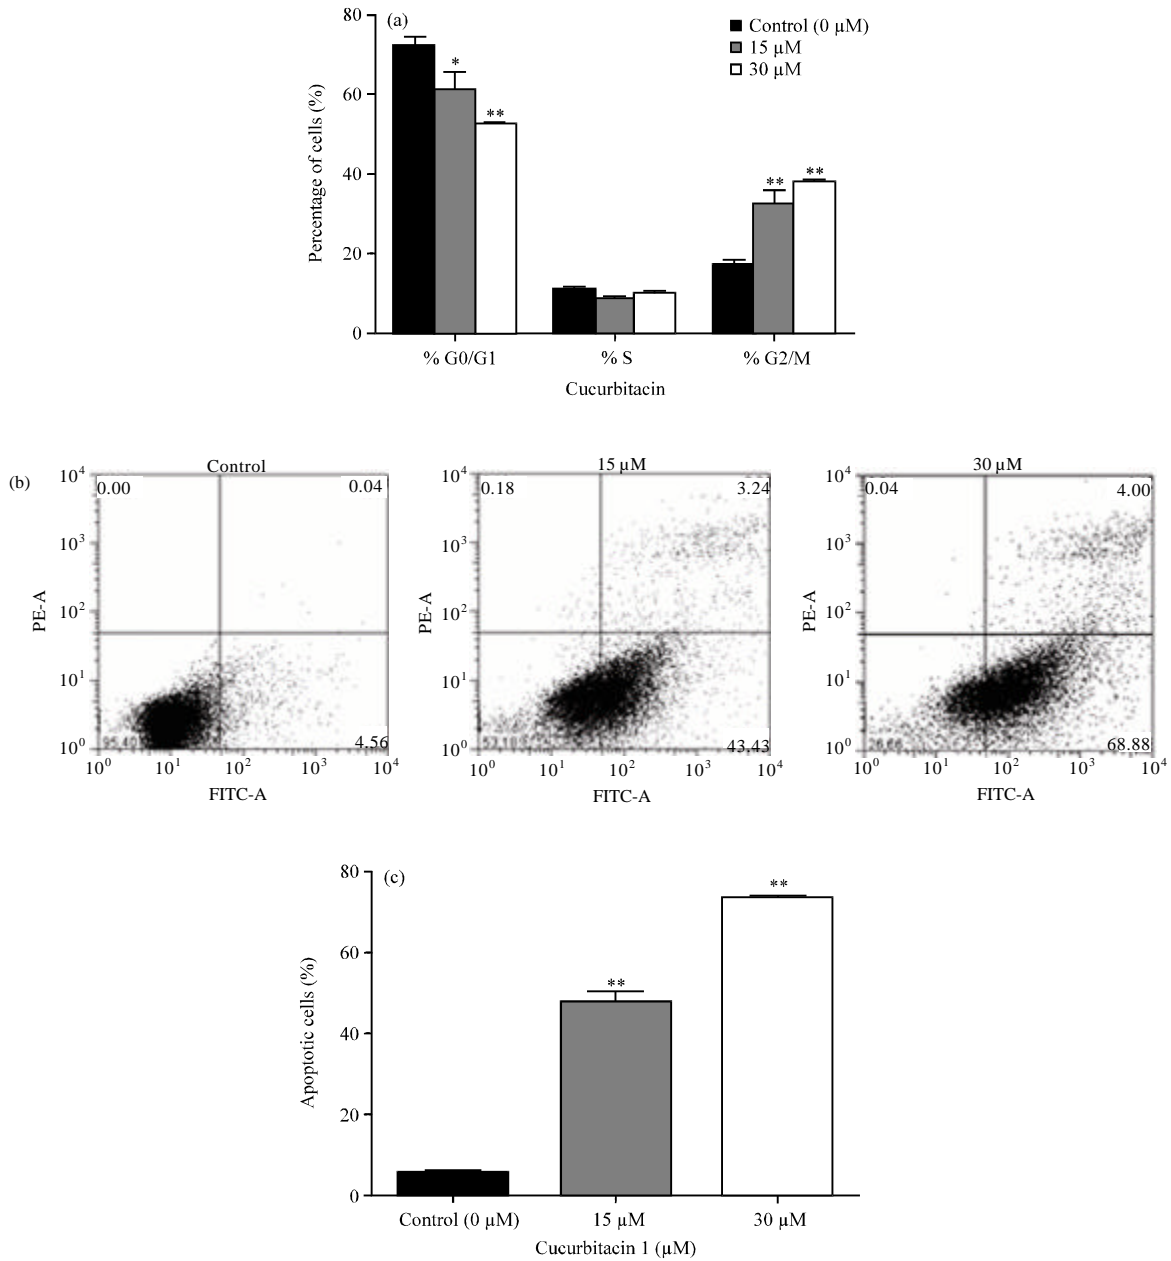 (a)
Control (0 µM)
15 µM
30 µM
Percentage of cells (%)
80
60
40
20
0
*
**
**
**
% G0/G1
% S
% G2/M
Cucurbitacin
(b)
Control
PE-A
10⁴
10³
10²
10¹
10⁰
0.00
0.04
4.56
10⁰
10¹
10²
10³
10⁴
FITC-A
15 µM
PE-A
10⁴
10³
10²
10¹
10⁰
0.18
3.24
43.43
10⁰
10¹
10²
10³
10⁴
FITC-A
30 µM
PE-A
10⁴
10³
10²
10¹
10⁰
0.04
4.00
68.88
10⁰
10¹
10²
10³
10⁴
FITC-A
(c)
Apoptotic cells (%)
80
60
40
20
0
**
**
Control (0 µM)
15 µM
30 µM
Cucurbitacin 1 (µM)